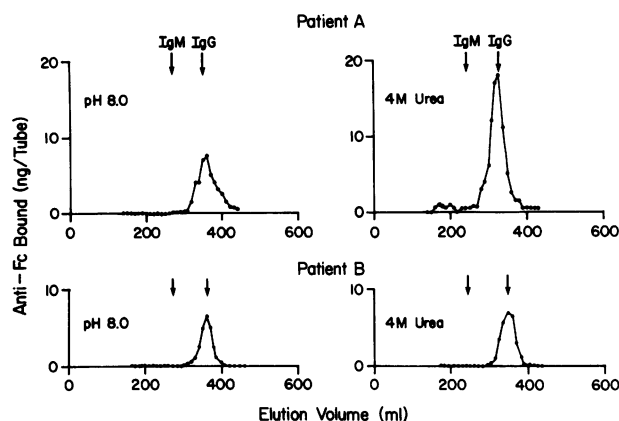 Patient A
IgM IgG
IgM IgG
20
pH 8.0
10
0
0 200 400 600
20
4M Urea
10
0
0 200 400 600
Anti-Fc Bound (ng/Tube)
Patient B
10
pH 8.0
0
0 200 400 600
10
4M Urea
0
0 200 400 600
Elution Volume (ml)